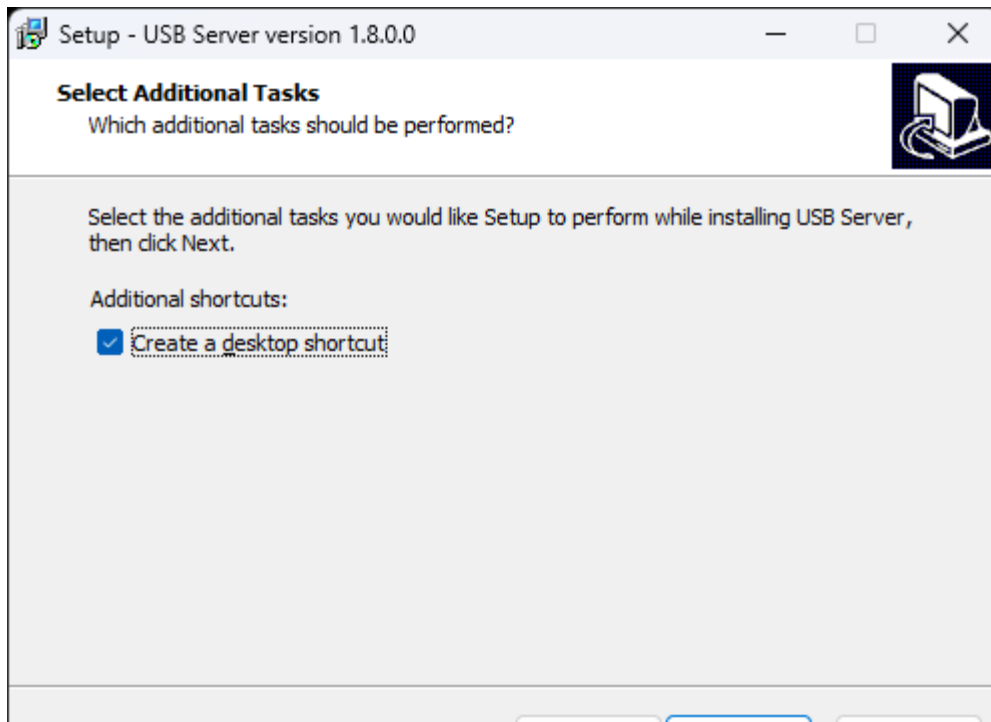 Setup - USB Server version 1.8.0.0
Select Additional Tasks
Which additional tasks should be performed?
Select the additional tasks you would like Setup to perform while installing USB Server,
then click Next.
Additional shortcuts:
Create a desktop shortcut